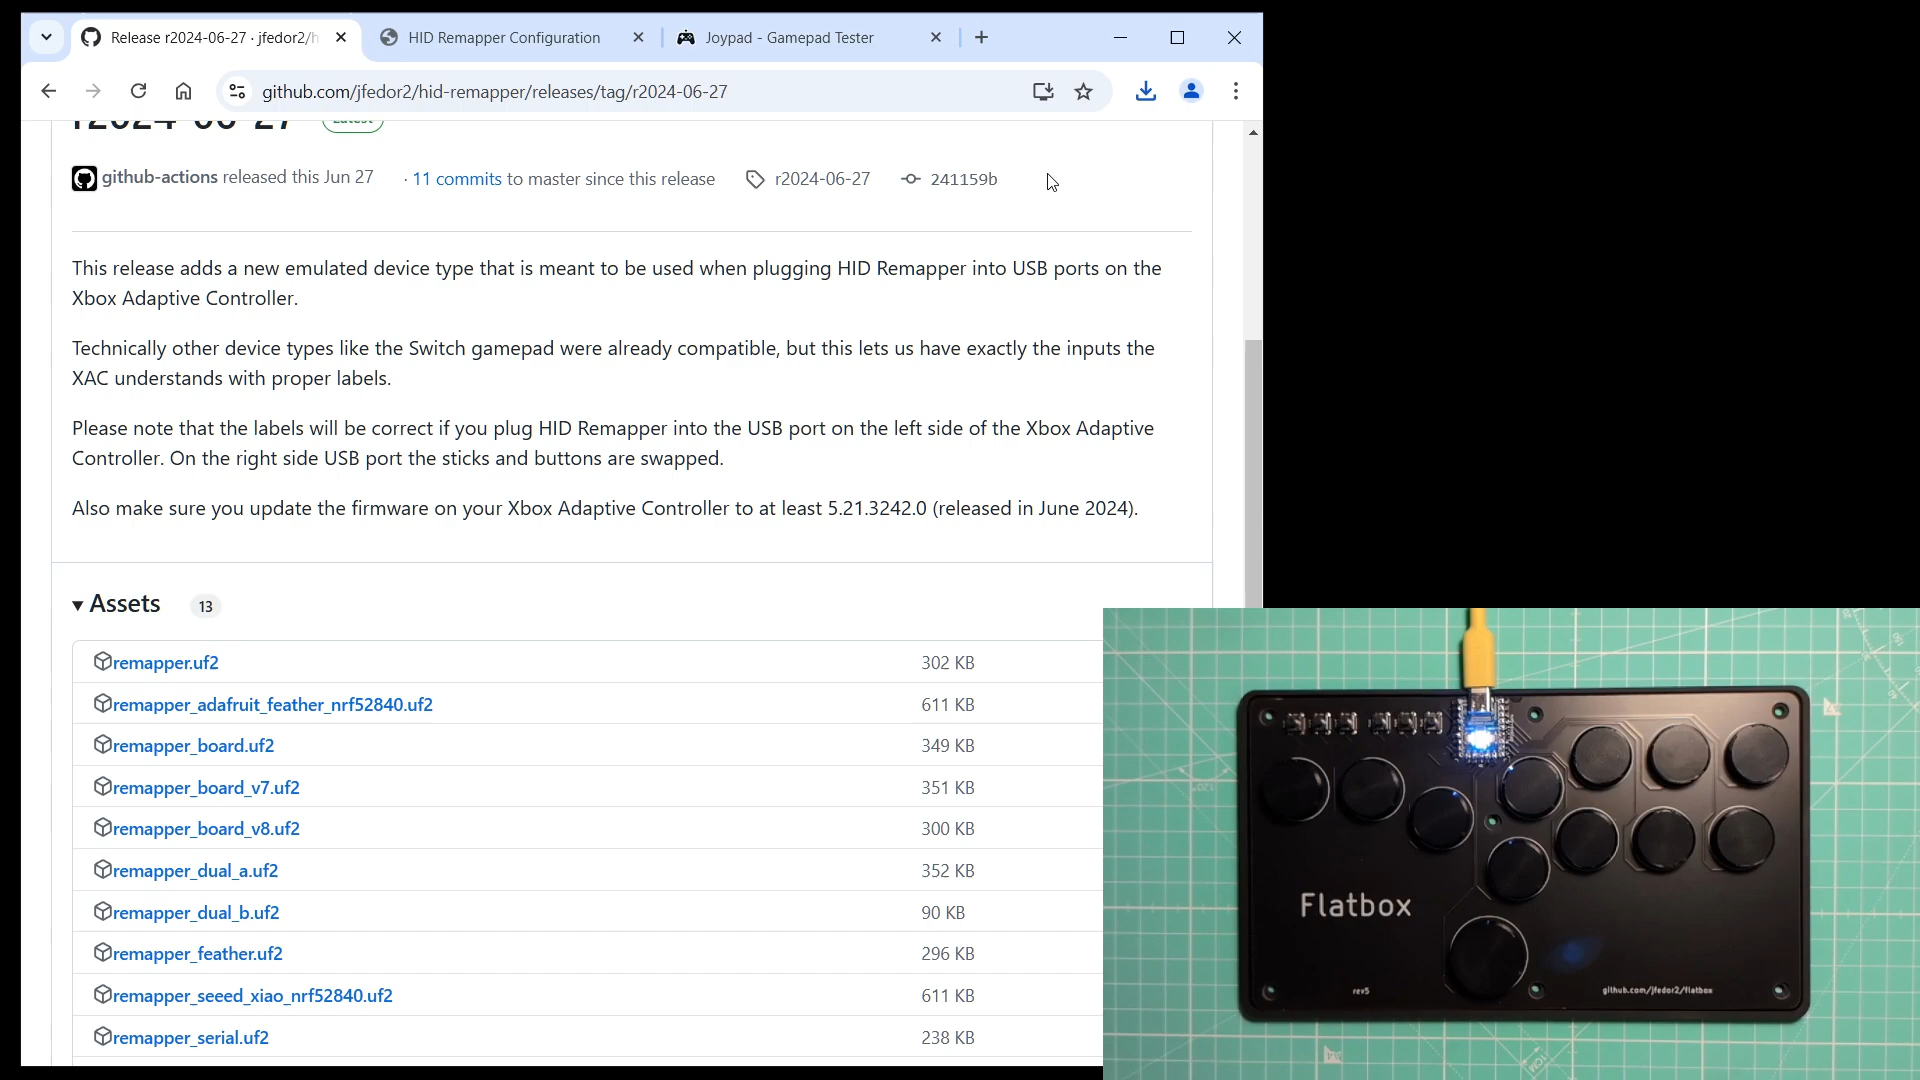 Release r2024-06-27 · jfedor2/h
HID Remapper Configuration
Joypad - Gamepad Tester
github.com/jfedor2/hid-remapper/releases/tag/r2024-06-27
r2024-06-27
Latest
github-actions released this Jun 27 · 11 commits to master since this release r2024-06-27 241159b
This release adds a new emulated device type that is meant to be used when plugging HID Remapper into USB ports on the
Xbox Adaptive Controller.
Technically other device types like the Switch gamepad were already compatible, but this lets us have exactly the inputs the
XAC understands with proper labels.
Please note that the labels will be correct if you plug HID Remapper into the USB port on the left side of the Xbox Adaptive
Controller. On the right side USB port the sticks and buttons are swapped.
Also make sure you update the firmware on your Xbox Adaptive Controller to at least 5.21.3242.0 (released in June 2024).
Assets 13
remapper.uf2 302 KB
remapper_adafruit_feather_nrf52840.uf2 611 KB
remapper_board.uf2 349 KB
remapper_board_v7.uf2 351 KB
remapper_board_v8.uf2 300 KB
remapper_dual_a.uf2 352 KB
remapper_dual_b.uf2 90 KB
remapper_feather.uf2 296 KB
remapper_seeed_xiao_nrf52840.uf2 611 KB
remapper_serial.uf2 238 KB
Flatbox
rev5
github.com/jfedor2/flatbox